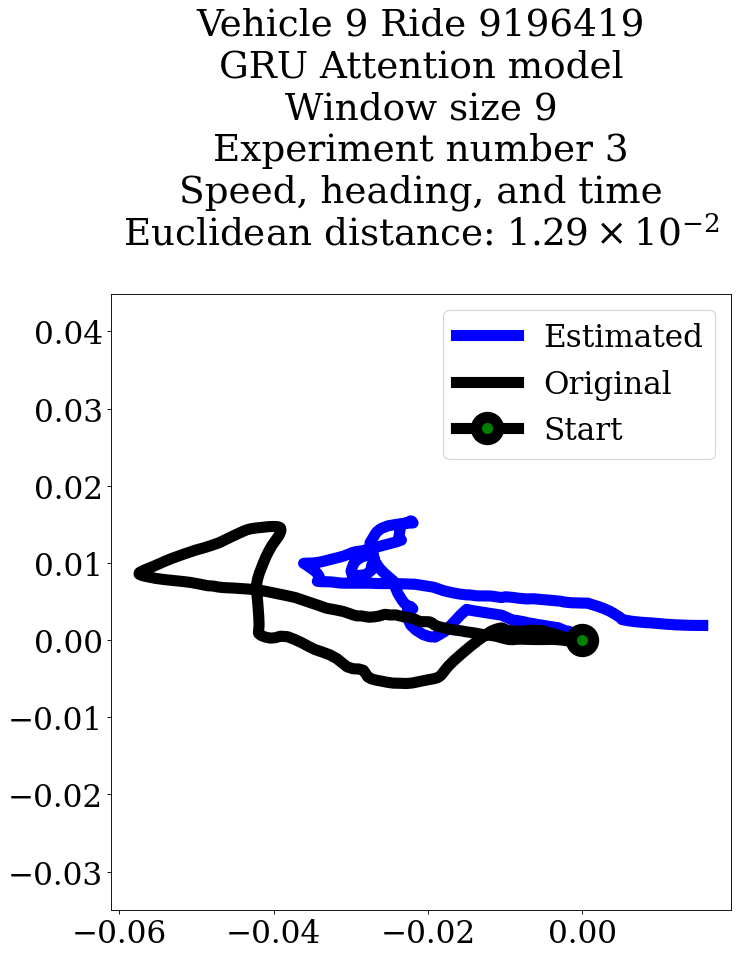 Vehicle 9 Ride 9196419
GRU Attention model
Window size 9
Experiment number 3
Speed, heading, and time
Euclidean distance: 1.29 × 10⁻²
Estimated
Original
Start
0.04
0.03
0.02
0.01
0.00
−0.01
−0.02
−0.03
−0.06
−0.04
−0.02
0.00